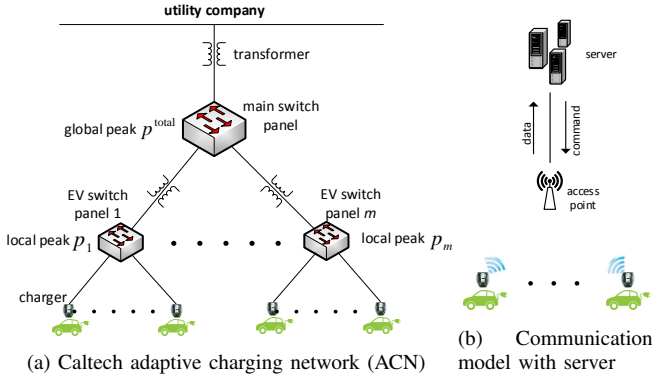 utility company
transformer
main switch
panel
global peak p^total
EV switch
panel 1
EV switch
panel m
local peak p_1
local peak p_m
charger
(a) Caltech adaptive charging network (ACN)
server
data
command
access
point
(b) Communication
model with server